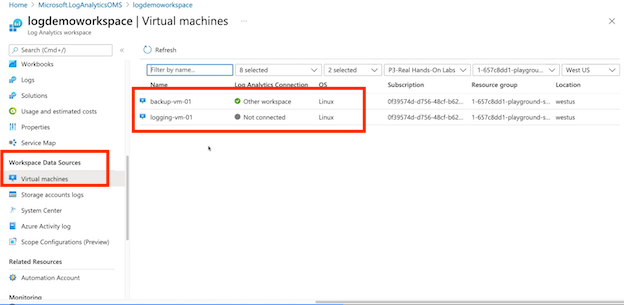 Home > Microsoft.LogAnalyticsOMS > logdemoworkspace
logdemoworkspace | Virtual machines ...
Log Analytics workspace
Search (Cmd+/)
Refresh
Workbooks
Logs
Solutions
Usage and estimated costs
Properties
Service Map
Workspace Data Sources
Virtual machines
Storage accounts logs
System Center
Azure Activity log
Scope Configurations (Preview)
Related Resources
Automation Account
Monitoring
Filter by name...
8 selected
2 selected
P3-Real Hands-On Labs
1-657c8dd1-playgroun...
West US
Name Log Analytics Connection OS Subscription Resource group Location
backup-vm-01 Other workspace Linux 0f39574d-d756-48cf-b62... 1-657c8dd1-playground-s... westus
logging-vm-01 Not connected Linux 0f39574d-d756-48cf-b62... 1-657c8dd1-playground-s... westus